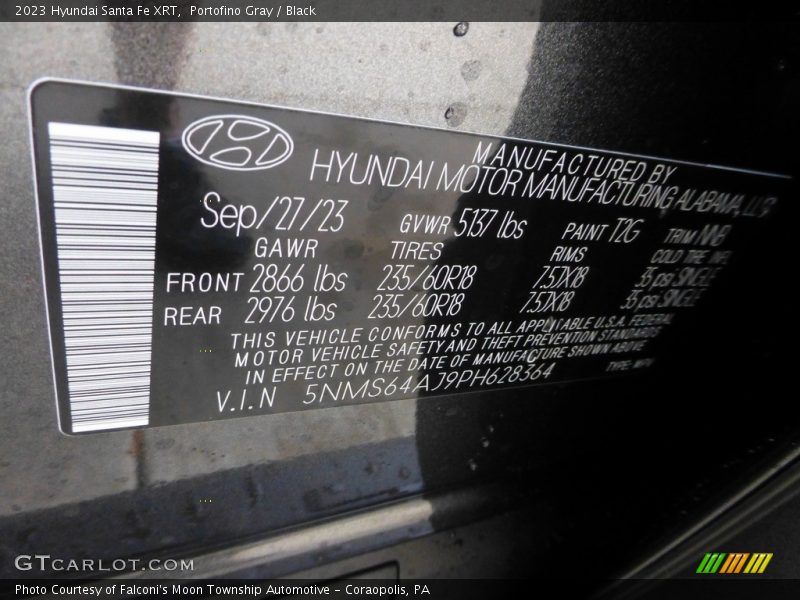 2023 Hyundai Santa Fe XRT, Portofino Gray / Black
MANUFACTURED BY
HYUNDAI MOTOR MANUFACTURING ALABAMA, LLC
Sep/27/23 GVWR 5137 lbs PAINT T2G TRIM NNB
GAWR TIRES RIMS COLD TIRE INFL
FRONT 2866 lbs 235/60R18 7.5JX18 35 psi SINGLE
REAR 2976 lbs 235/60R18 7.5JX18 35 psi SINGLE
THIS VEHICLE CONFORMS TO ALL APPLICABLE U.S.A. FEDERAL
MOTOR VEHICLE SAFETY AND THEFT PREVENTION STANDARDS
IN EFFECT ON THE DATE OF MANUFACTURE SHOWN ABOVE.
V.I.N 5NMS64AJ9PH628364 TYPE: MPV
GTCARLOT.COM
Photo Courtesy of Falconi's Moon Township Automotive - Coraopolis, PA